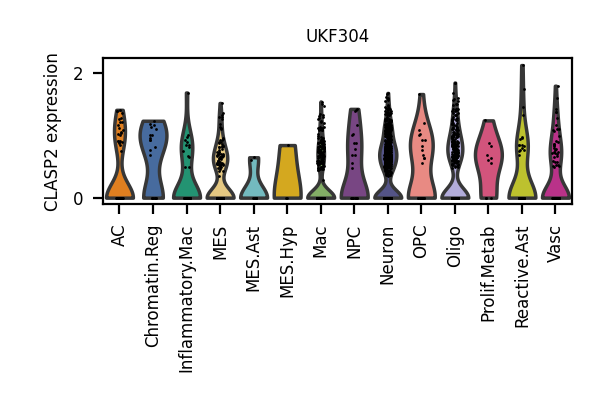 UKF304
CLASP2 expression
2
0
AC
Chromatin.Reg
Inflammatory.Mac
MES
MES.Ast
MES.Hyp
Mac
NPC
Neuron
OPC
Oligo
Prolif.Metab
Reactive.Ast
Vasc